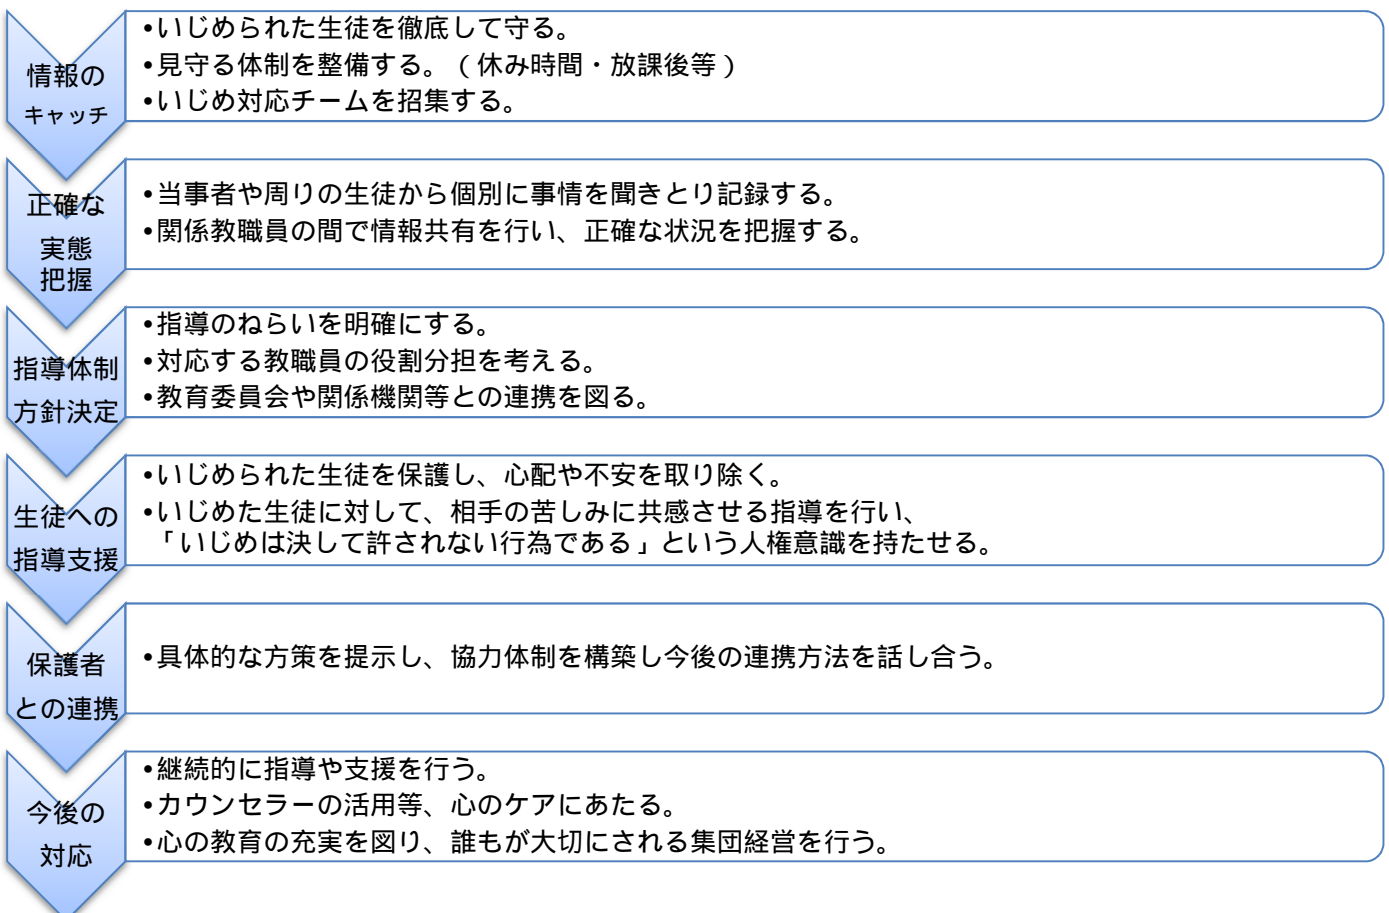 情報の
キャッチ
•いじめられた生徒を徹底して守る。
•見守る体制を整備する。（休み時間・放課後等）
•いじめ対応チームを招集する。
正確な
実態
把握
•当事者や周りの生徒から個別に事情を聞きとり記録する。
•関係教職員の間で情報共有を行い、正確な状況を把握する。
指導体制
方針決定
•指導のねらいを明確にする。
•対応する教職員の役割分担を考える。
•教育委員会や関係機関等との連携を図る。
生徒への
指導支援
•いじめられた生徒を保護し、心配や不安を取り除く。
•いじめた生徒に対して、相手の苦しみに共感させる指導を行い、
「いじめは決して許されない行為である」という人権意識を持たせる。
保護者
との連携
•具体的な方策を提示し、協力体制を構築し今後の連携方法を話し合う。
今後の
対応
•継続的に指導や支援を行う。
•カウンセラーの活用等、心のケアにあたる。
•心の教育の充実を図り、誰もが大切にされる集団経営を行う。